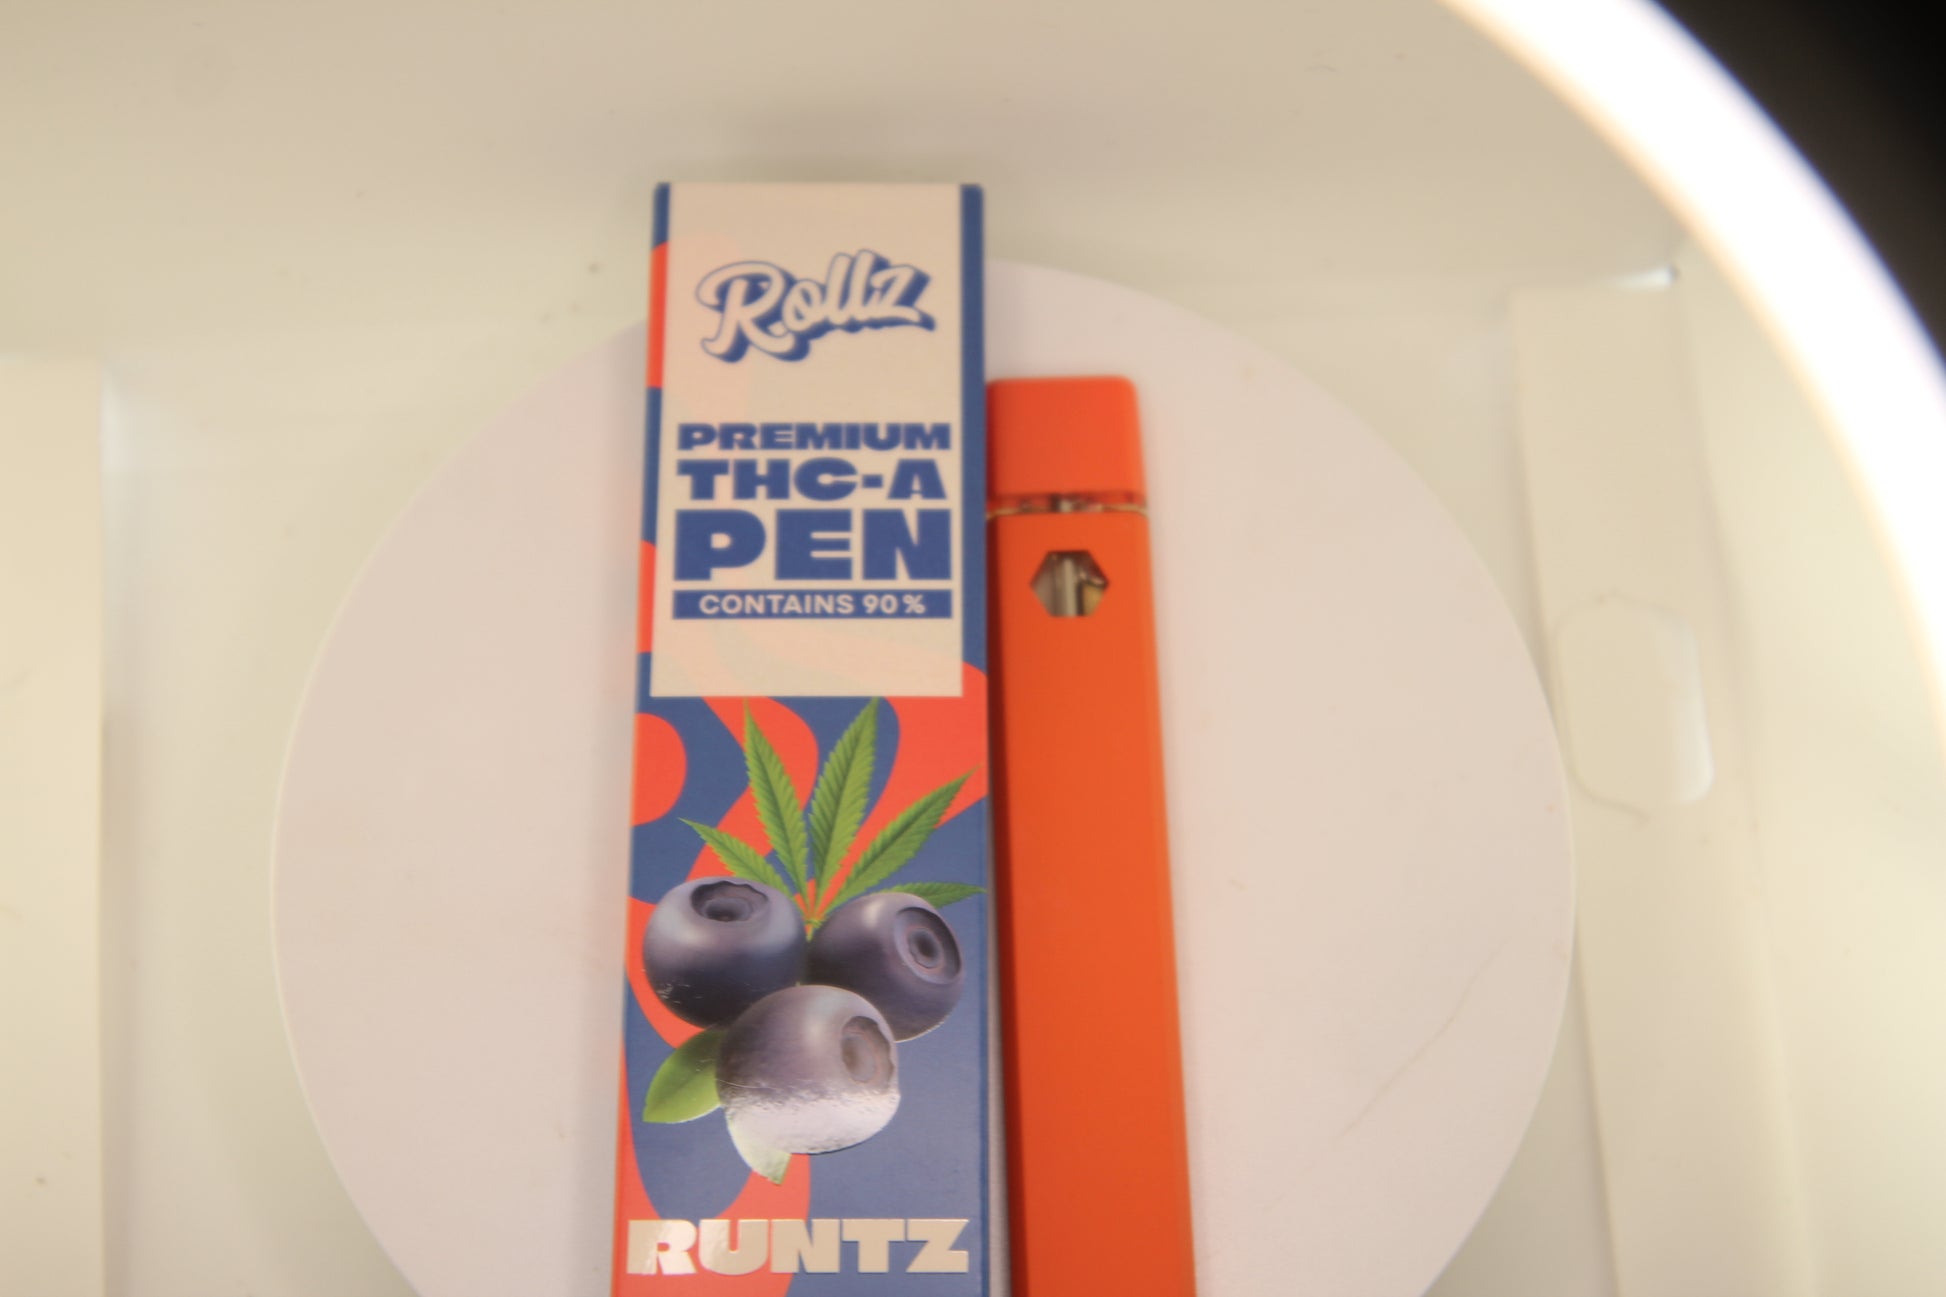 Rollz
PREMIUM
THC-A
PEN
CONTAINS 90%
RUNTZ